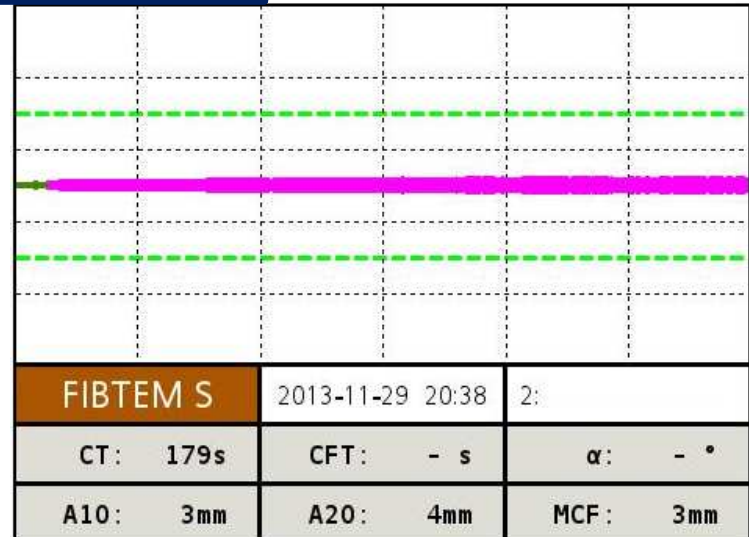 FIBTEM S 2013-11-29 20:38 2:
CT: 179s CFT: - s α: - °
A10: 3mm A20: 4mm MCF: 3mm